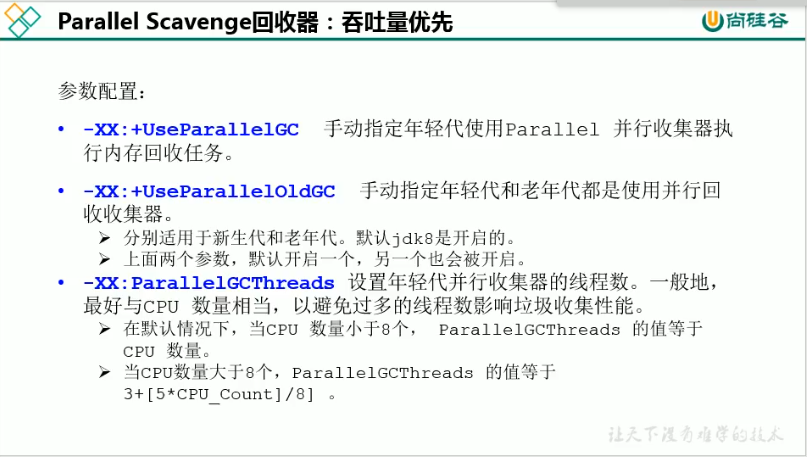 Parallel Scavenge回收器：吞吐量优先
尚硅谷
参数配置：
• -XX:+UseParallelGC 手动指定年轻代使用Parallel 并行收集器执
行内存回收任务。
• -XX:+UseParallelOldGC 手动指定年轻代和老年代都是使用并行回
收收集器。
➢ 分别适用于新生代和老年代。默认jdk8是开启的。
➢ 上面两个参数，默认开启一个，另一个也会被开启。
• -XX:ParallelGCThreads 设置年轻代并行收集器的线程数。一般地，
最好与CPU 数量相当，以避免过多的线程数影响垃圾收集性能。
➢ 在默认情况下，当CPU 数量小于8个， ParallelGCThreads 的值等于
CPU 数量。
➢ 当CPU数量大于8个，ParallelGCThreads 的值等于
3+[5*CPU_Count]/8] 。
让天下没有难学的技术